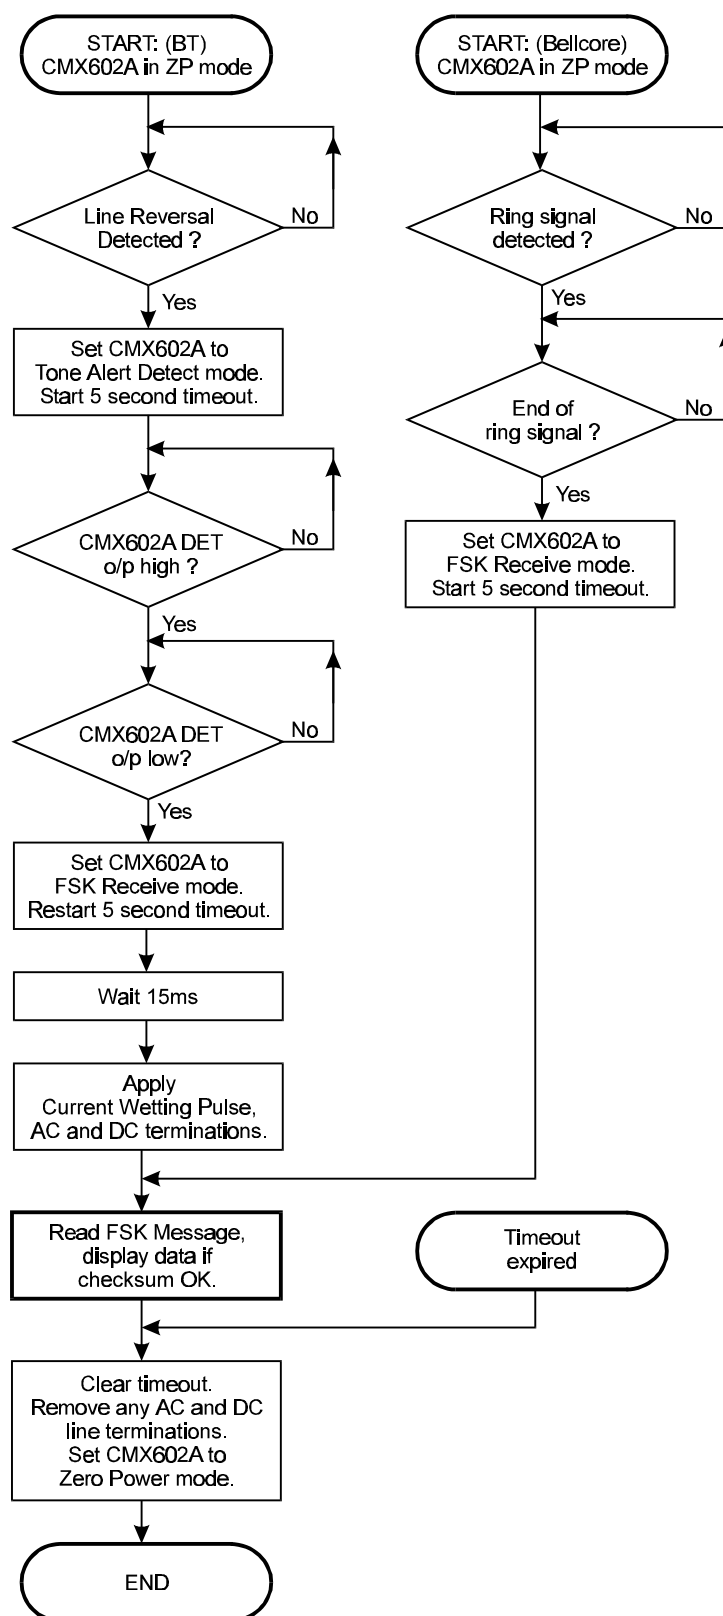 START: (BT)
CMX602A in ZP mode
Line Reversal
Detected ?
No
Yes
Set CMX602A to
Tone Alert Detect mode.
Start 5 second timeout.
CMX602A DET
o/p high ?
No
Yes
CMX602A DET
o/p low?
No
Yes
Set CMX602A to
FSK Receive mode.
Restart 5 second timeout.
Wait 15ms
Apply
Current Wetting Pulse,
AC and DC terminations.
START: (Bellcore)
CMX602A in ZP mode
Ring signal
detected ?
No
Yes
End of
ring signal ?
No
Yes
Set CMX602A to
FSK Receive mode.
Start 5 second timeout.
Read FSK Message,
display data if
checksum OK.
Timeout
expired
Clear timeout.
Remove any AC and DC
line terminations.
Set CMX602A to
Zero Power mode.
END